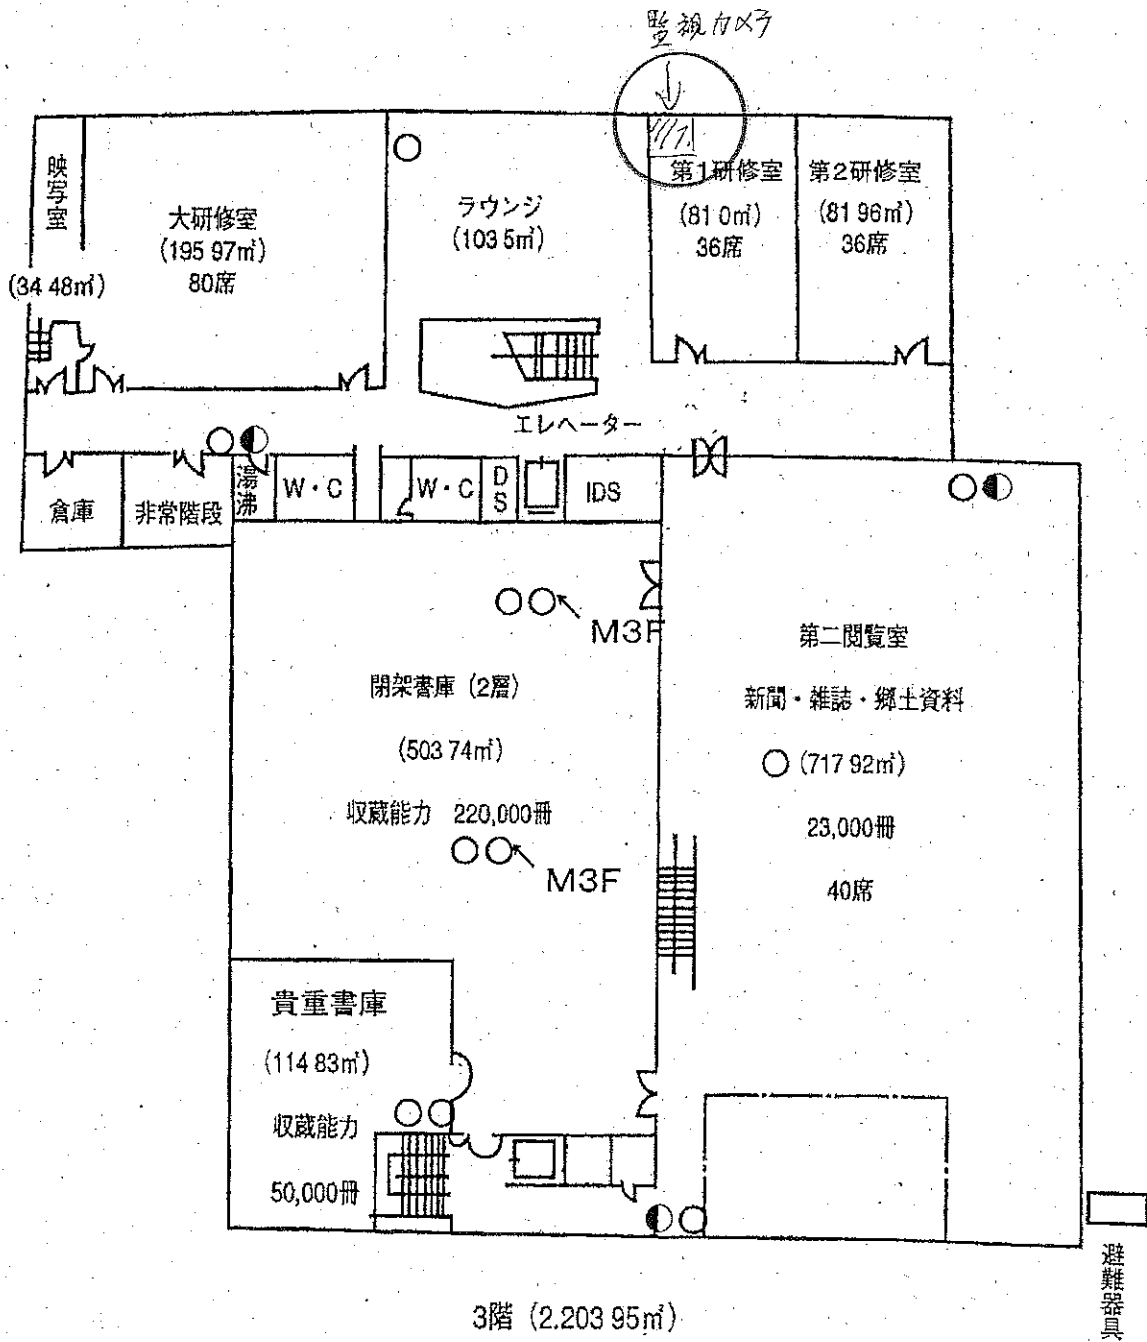 監視カメラ
映写室
(34 48㎡)
大研修室
(195 97㎡)
80席
ラウンジ
(103 5㎡)
第1研修室
(81 0㎡)
36席
第2研修室
(81 96㎡)
36席
エレヘーター
倉庫
非常階段
湯沸
W・C
W・C
DS
IDS
M3F
閉架書庫 (2層)
(503 74㎡)
収蔵能力 220,000冊
M3F
第二閲覧室
新聞・雑誌・郷土資料
(717 92㎡)
23,000冊
40席
貴重書庫
(114 83㎡)
収蔵能力
50,000冊
避難器具
3階 (2.203 95㎡)